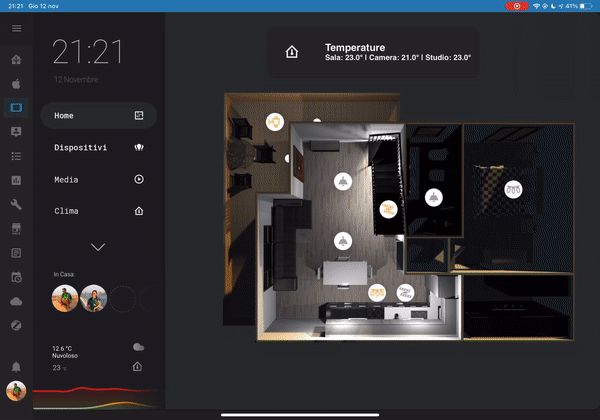 21:21 Gio 12 nov
41%
21:21
12 Novembre
Home
Dispositivi
Media
Clima
In Casa:
12.6 °C
Nuvoloso
23 °C
Temperature
Sala: 23.0° | Camera: 21.0° | Studio: 23.0°